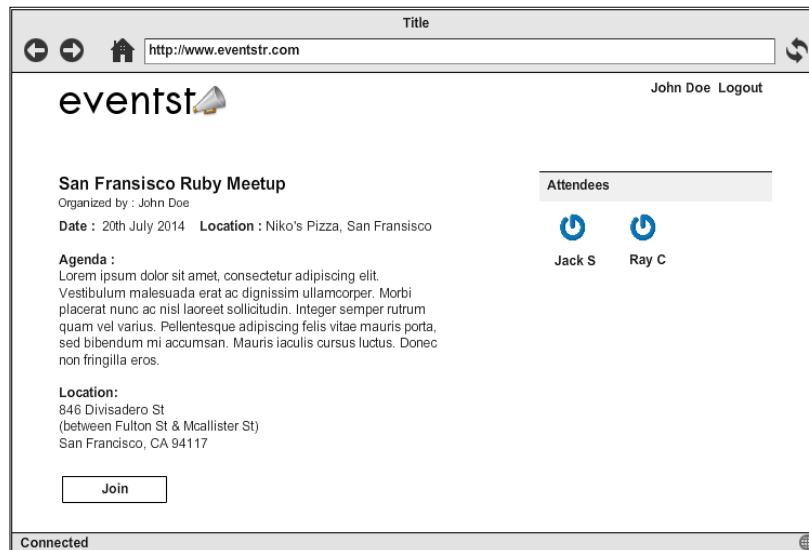 Title
http://www.eventstr.com
eventst
John Doe Logout
San Fransisco Ruby Meetup
Organized by : John Doe
Date : 20th July 2014 Location : Niko's Pizza, San Fransisco
Agenda :
Lorem ipsum dolor sit amet, consectetur adipiscing elit.
Vestibulum malesuada erat ac dignissim ullamcorper. Morbi
placerat nunc ac nisl laoreet sollicitudin. Integer semper rutrum
quam vel varius. Pellentesque adipiscing felis vitae mauris porta,
sed bibendum mi accumsan. Mauris iaculis cursus luctus. Donec
non fringilla eros.
Location:
846 Divisadero St
(between Fulton St & Mcallister St)
San Francisco, CA 94117
Join
Attendees
Jack S Ray C
Connected